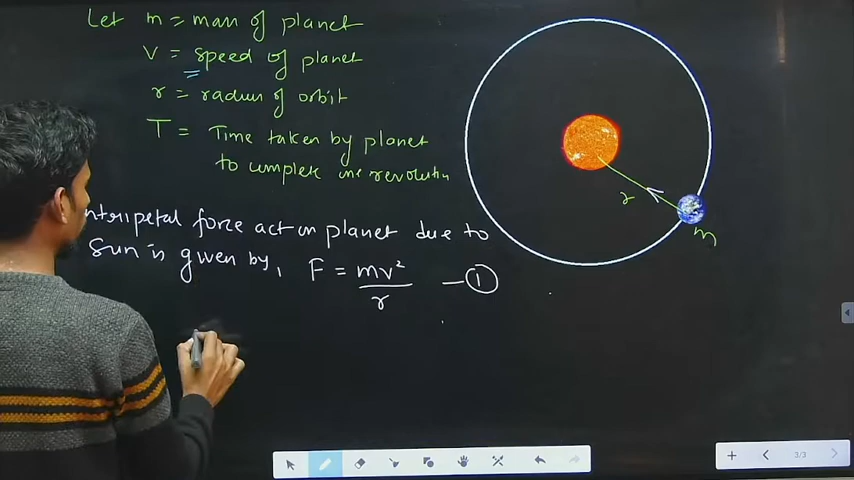 Let m = mass of planet
v = speed of planet
r = radius of orbit
T = Time taken by planet
to complete one revolution
ntripetal force act on planet due to
Sun is given by, F = mv²/r — ①
r
m
3/3